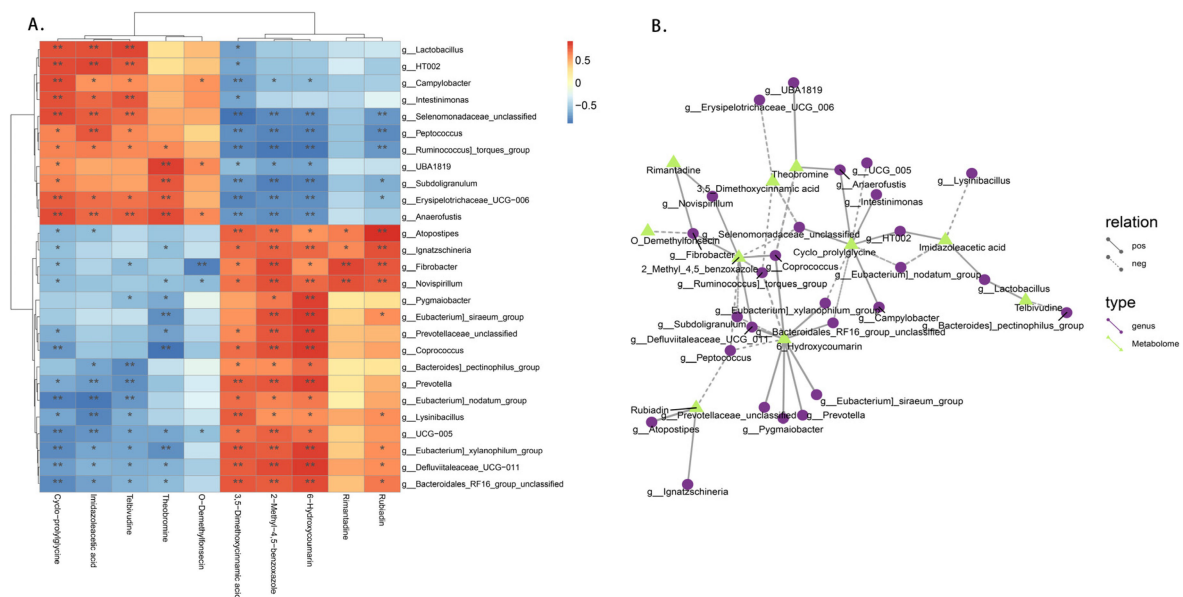 A.
**
*
0.5
0
−0.5
g__Lactobacillus
g__HT002
g__Campylobacter
g__Intestinimonas
g__Selenomonadaceae_unclassified
g__Peptococcus
g__Ruminococcus]_torques_group
g__UBA1819
g__Subdoligranulum
g__Erysipelotrichaceae_UCG-006
g__Anaerofustis
g__Atopostipes
g__Ignatzschineria
g__Fibrobacter
g__Novispirillum
g__Pygmaiobacter
g__Eubacterium]_siraeum_group
g__Prevotellaceae_unclassified
g__Coprococcus
g__Bacteroides]_pectinophilus_group
g__Prevotella
g__Eubacterium]_nodatum_group
g__Lysinibacillus
g__UCG-005
g__Eubacterium]_xylanophilum_group
g__Defluviitaleaceae_UCG-011
g__Bacteroidales_RF16_group_unclassified
Cyclo-prolylglycine
Imidazoleacetic acid
Telbivudine
Theobromine
O-Demethylfonsecin
3,5-Dimethoxycinnamic acid
2-Methyl-4,5-benzoxazole
6-Hydroxycoumarin
Rimantadine
Rubiadin
B.
g__UBA1819
g__Erysipelotrichaceae_UCG_006
Rimantadine
Theobromine
g__UCG_005
3,5_Dimethoxycinnamic acid
g__Anaerofustis
g__Lysinibacillus
g__Novispirillum
g__Intestinimonas
g__Selenomonadaceae_unclassified
O_Demethylfonsecin
g__HT002
Imidazoleacetic acid
g__Fibrobacter
Cyclo_prolylglycine
2_Methyl_4,5_benzoxazole
g__Coprococcus
g__Eubacterium]_nodatum_group
g__Ruminococcus]_torques_group
g__Lactobacillus
g__Eubacterium]_xylanophilum_group
Telbivudine
g__Subdoligranulum
g__Campylobacter
g__Bacteroides]_pectinophilus_group
g__Bacteroidales_RF16_group_unclassified
g__Defluviitaleaceae_UCG_011
6_Hydroxycoumarin
g__Peptococcus
g__Eubacterium]_siraeum_group
Rubiadin
g__Prevotellaceae_unclassified
g__Prevotella
g__Atopostipes
g__Pygmaiobacter
g__Ignatzschineria
relation
pos
neg
type
genus
Metabolome